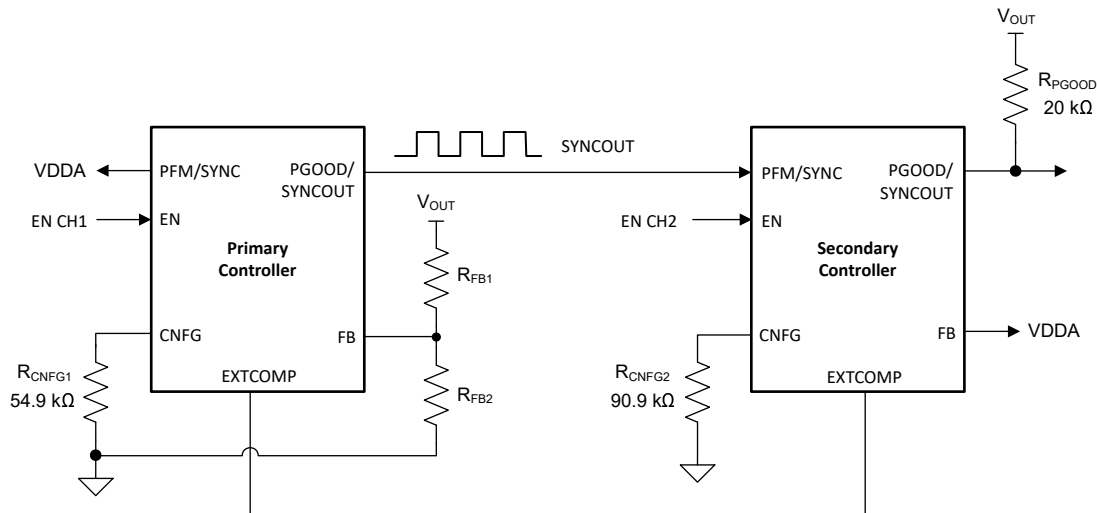 VOUT
RPGOOD
20 kΩ
SYNCOUT
VDDA
PFM/SYNC
PGOOD/
SYNCOUT
EN CH1
EN
Primary
Controller
CNFG
FB
EXTCOMP
RCNFG1
54.9 kΩ
VOUT
RFB1
RFB2
PFM/SYNC
PGOOD/
SYNCOUT
EN CH2
EN
Secondary
Controller
CNFG
FB
VDDA
EXTCOMP
RCNFG2
90.9 kΩ